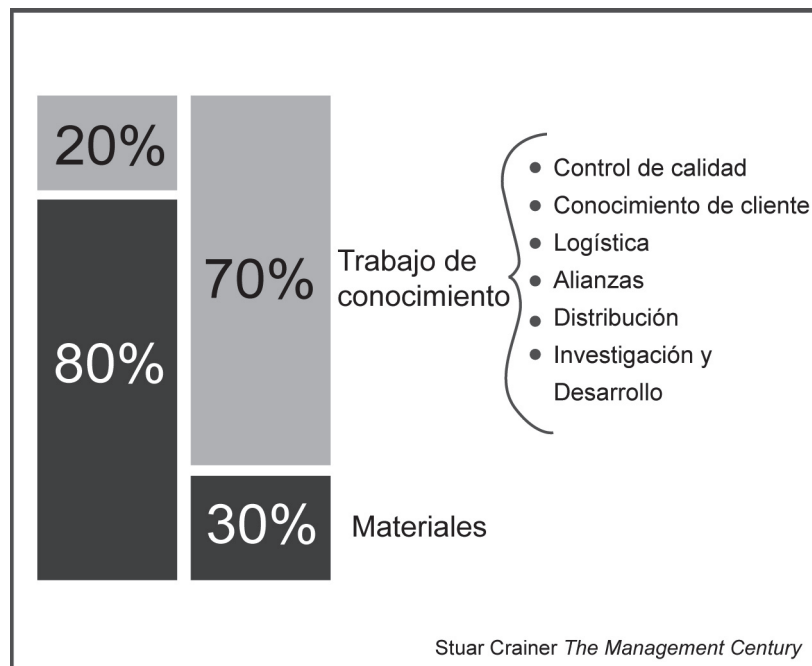 20%
80%
70%
30%
Trabajo de
conocimiento
Materiales
● Control de calidad
● Conocimiento de cliente
● Logística
● Alianzas
● Distribución
● Investigación y
Desarrollo
Stuar Crainer The Management Century